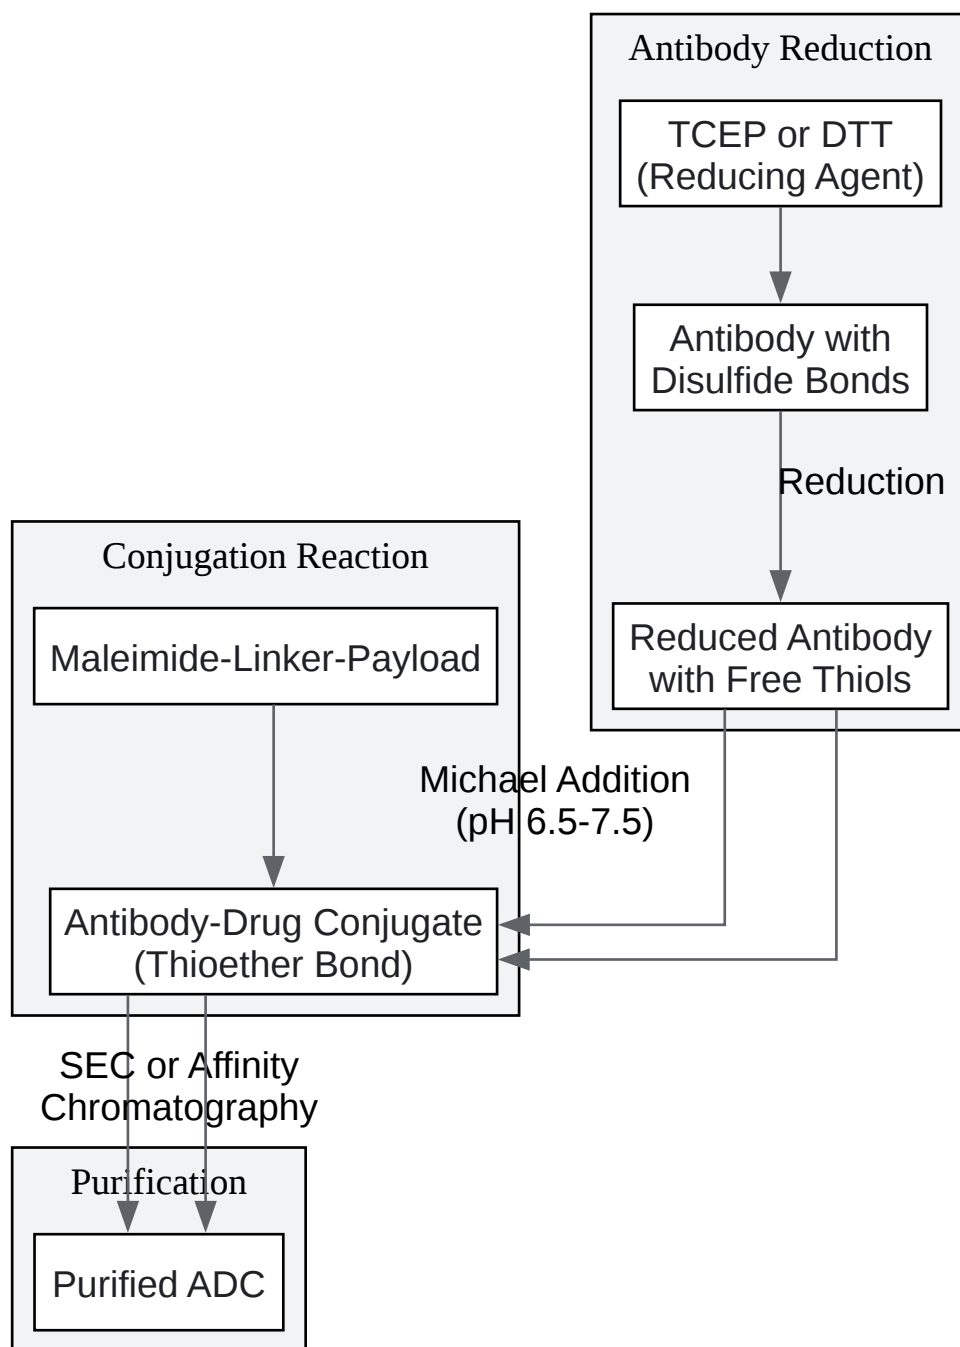 Antibody Reduction
TCEP or DTT
(Reducing Agent)
Antibody with
Disulfide Bonds
Reduction
Reduced Antibody
with Free Thiols
Conjugation Reaction
Maleimide-Linker-Payload
Michael Addition
(pH 6.5-7.5)
Antibody-Drug Conjugate
(Thioether Bond)
SEC or Affinity
Chromatography
Purification
Purified ADC